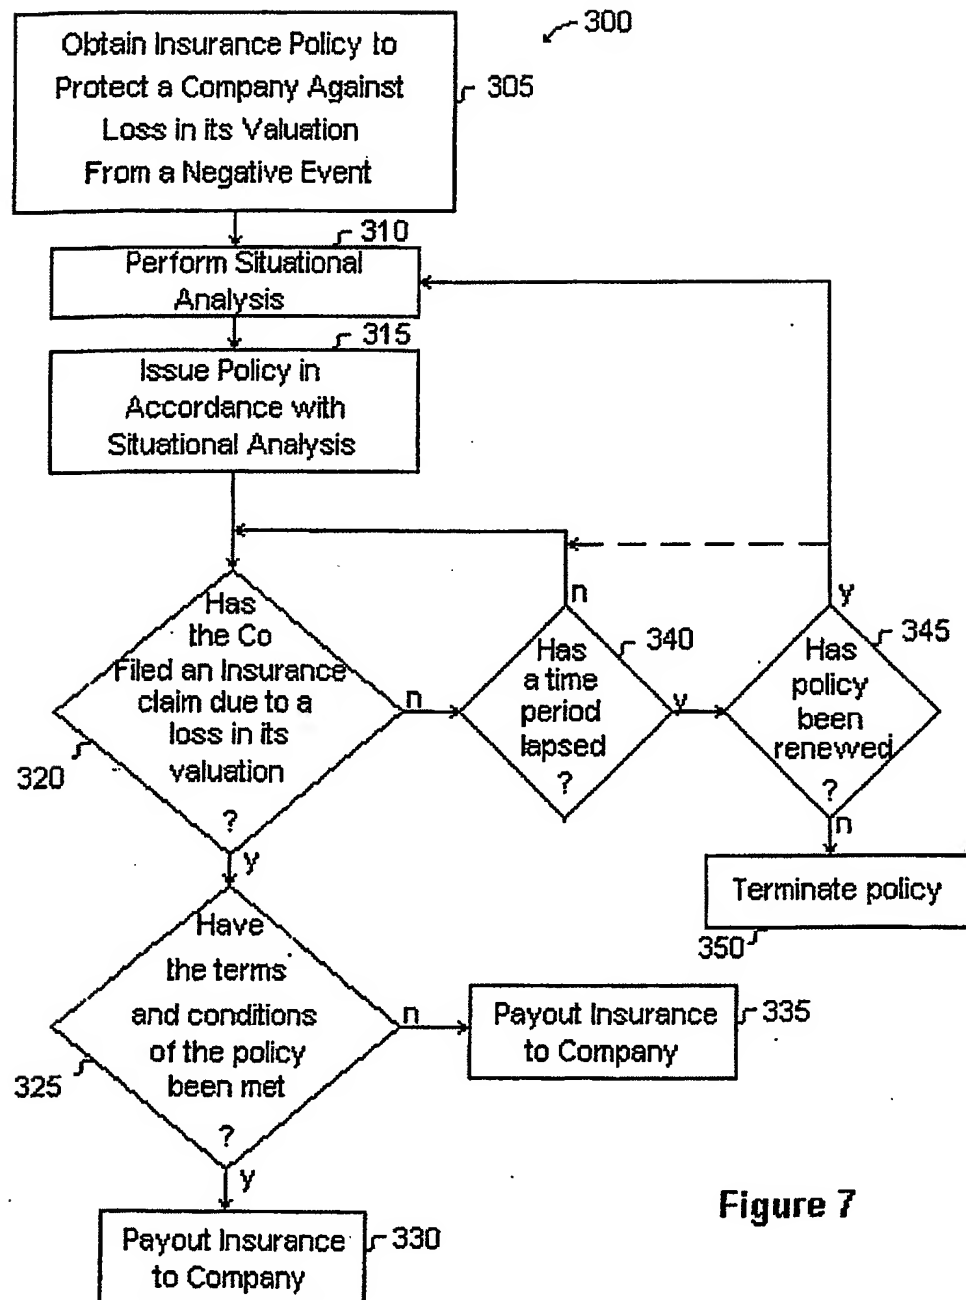 300
Obtain Insurance Policy to
Protect a Company Against
Loss in its Valuation
From a Negative Event
305
310
Perform Situational
Analysis
315
Issue Policy in
Accordance with
Situational Analysis
Has
the Co
Filed an Insurance
claim due to a
loss in its
valuation
?
320
n
y
n
Has
a time
period
lapsed
?
340
y
y
Has
policy
been
renewed
?
345
n
Terminate policy
350
Have
the terms
and conditions
of the policy
been met
?
325
n
y
Payout Insurance
to Company
335
Payout Insurance
to Company
330
Figure 7